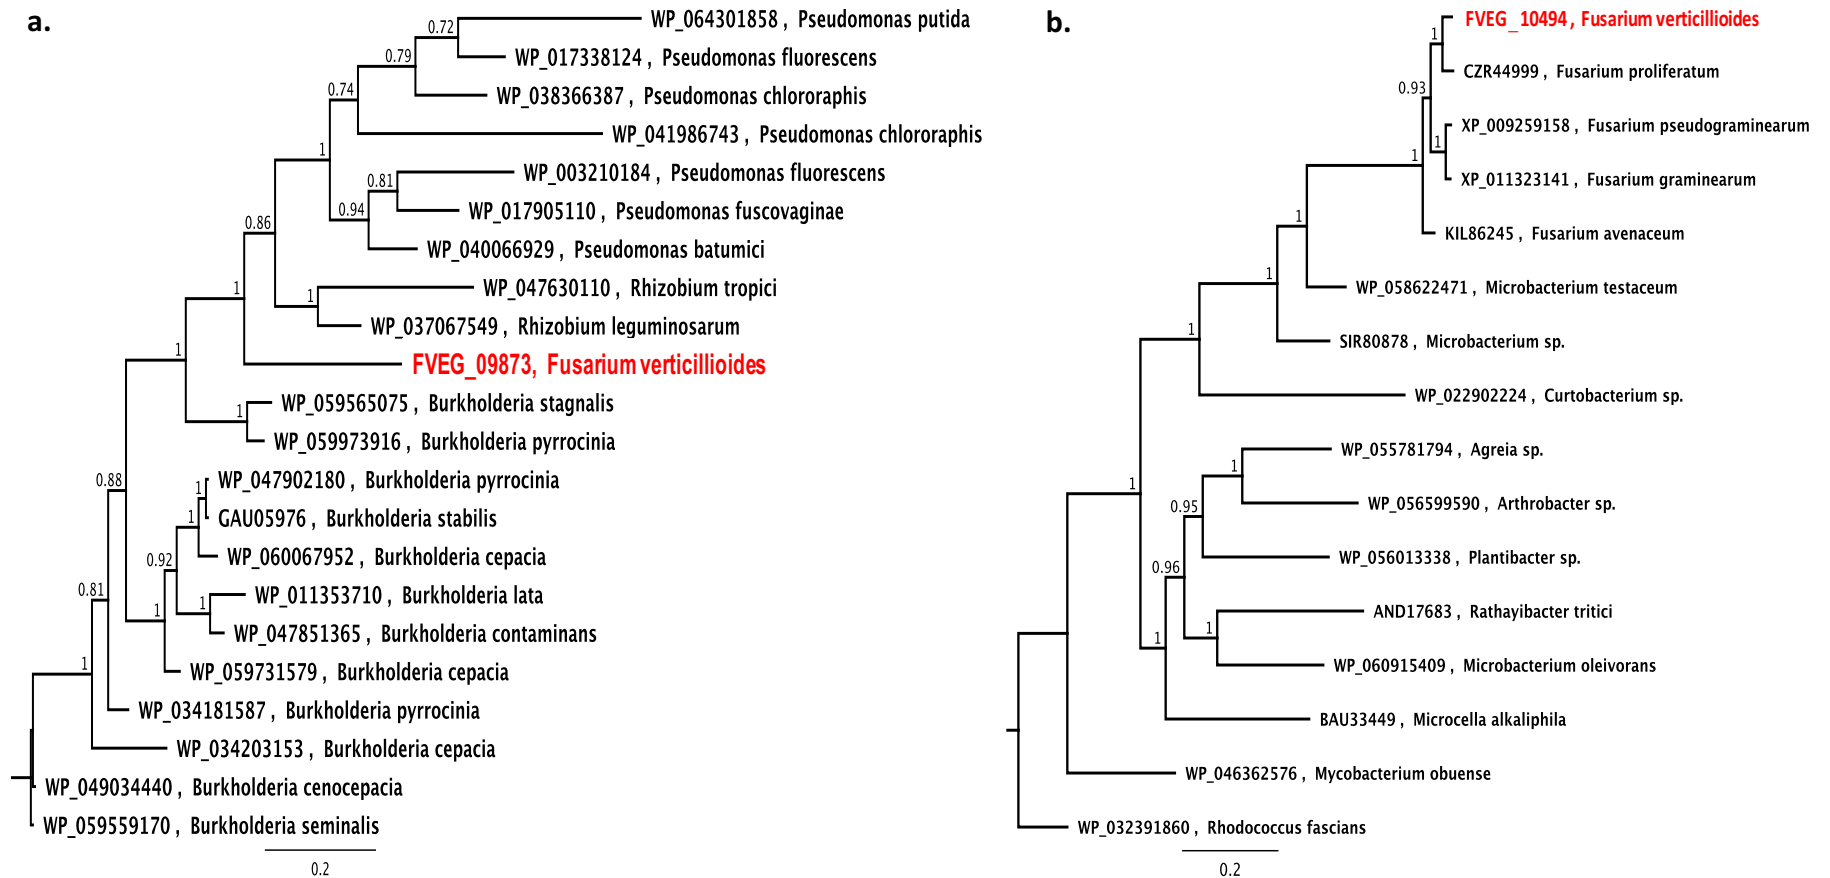 a.
0.72
WP_064301858 , Pseudomonas putida
0.79
WP_017338124 , Pseudomonas fluorescens
0.74
WP_038366387 , Pseudomonas chlororaphis
1
WP_041986743 , Pseudomonas chlororaphis
0.81
WP_003210184 , Pseudomonas fluorescens
0.94
WP_017905110 , Pseudomonas fuscovaginae
0.86
WP_040066929 , Pseudomonas batumici
1
1
WP_047630110 , Rhizobium tropici
WP_037067549 , Rhizobium leguminosarum
1
FVEG_09873, Fusarium verticillioides
1
WP_059565075 , Burkholderia stagnalis
WP_059973916 , Burkholderia pyrrocinia
0.88
1
WP_047902180 , Burkholderia pyrrocinia
1
GAU05976 , Burkholderia stabilis
0.92
WP_060067952 , Burkholderia cepacia
0.81
1
1
WP_011353710 , Burkholderia lata
WP_047851365 , Burkholderia contaminans
1
WP_059731579 , Burkholderia cepacia
WP_034181587 , Burkholderia pyrrocinia
WP_034203153 , Burkholderia cepacia
WP_049034440 , Burkholderia cenocepacia
WP_059559170 , Burkholderia seminalis
0.2
b.
1
FVEG_10494 , Fusarium verticillioides
0.93
CZR44999 , Fusarium proliferatum
1
XP_009259158 , Fusarium pseudograminearum
1
XP_011323141 , Fusarium graminearum
1
KIL86245 , Fusarium avenaceum
1
WP_058622471 , Microbacterium testaceum
1
SIR80878 , Microbacterium sp.
WP_022902224 , Curtobacterium sp.
1
1
WP_055781794 , Agreia sp.
0.95
WP_056599590 , Arthrobacter sp.
0.96
WP_056013338 , Plantibacter sp.
1
1
AND17683 , Rathayibacter tritici
WP_060915409 , Microbacterium oleivorans
BAU33449 , Microcella alkaliphila
WP_046362576 , Mycobacterium obuense
WP_032391860 , Rhodococcus fascians
0.2